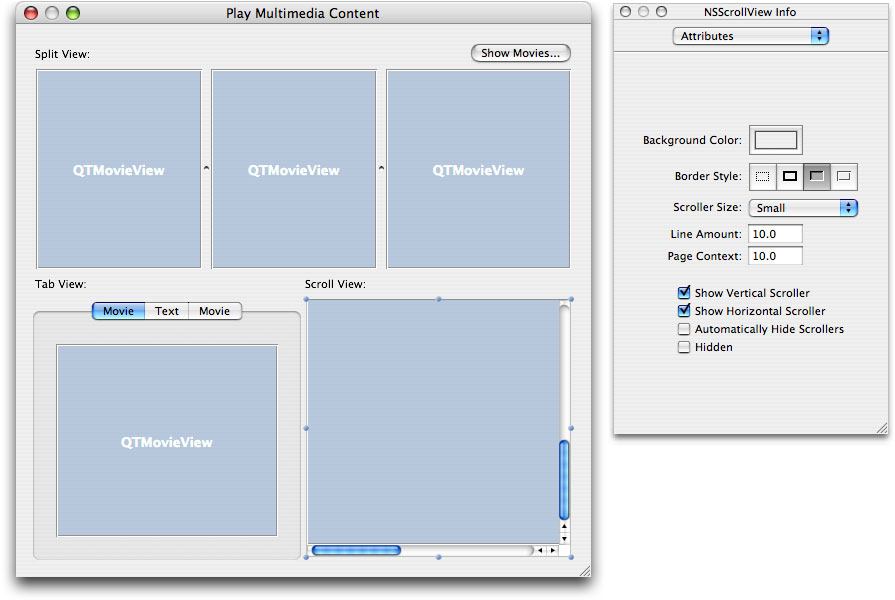 Play Multimedia Content
Split View:
Show Movies...
QTMovieView
QTMovieView
QTMovieView
Tab View:
Scroll View:
Movie
Text
Movie
QTMovieView
NSScrollView Info
Attributes
Background Color:
Border Style:
Scroller Size: Small
Line Amount: 10.0
Page Context: 10.0
Show Vertical Scroller
Show Horizontal Scroller
Automatically Hide Scrollers
Hidden